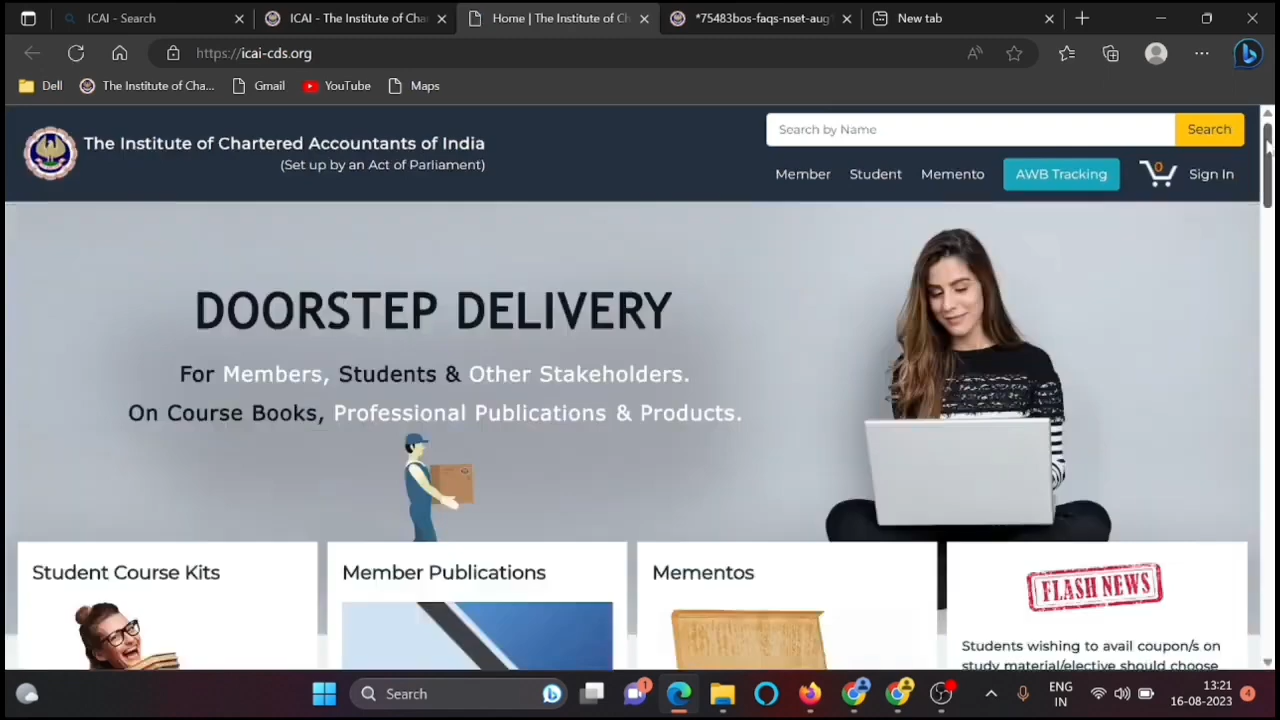 ICAI - Search
ICAI - The Institute of Char
Home | The Institute of Ch
*75483bos-faqs-nset-aug
New tab
https://icai-cds.org
Dell
The Institute of Cha...
Gmail
YouTube
Maps
The Institute of Chartered Accountants of India
(Set up by an Act of Parliament)
Search by Name
Search
Member
Student
Memento
AWB Tracking
0
Sign In
DOORSTEP DELIVERY
For Members, Students & Other Stakeholders.
On Course Books, Professional Publications & Products.
Student Course Kits
Member Publications
Mementos
FLASH NEWS
Students wishing to avail coupon/s on
study material/elective should choose
Search
1
ENG
IN
13:21
16-08-2023
4